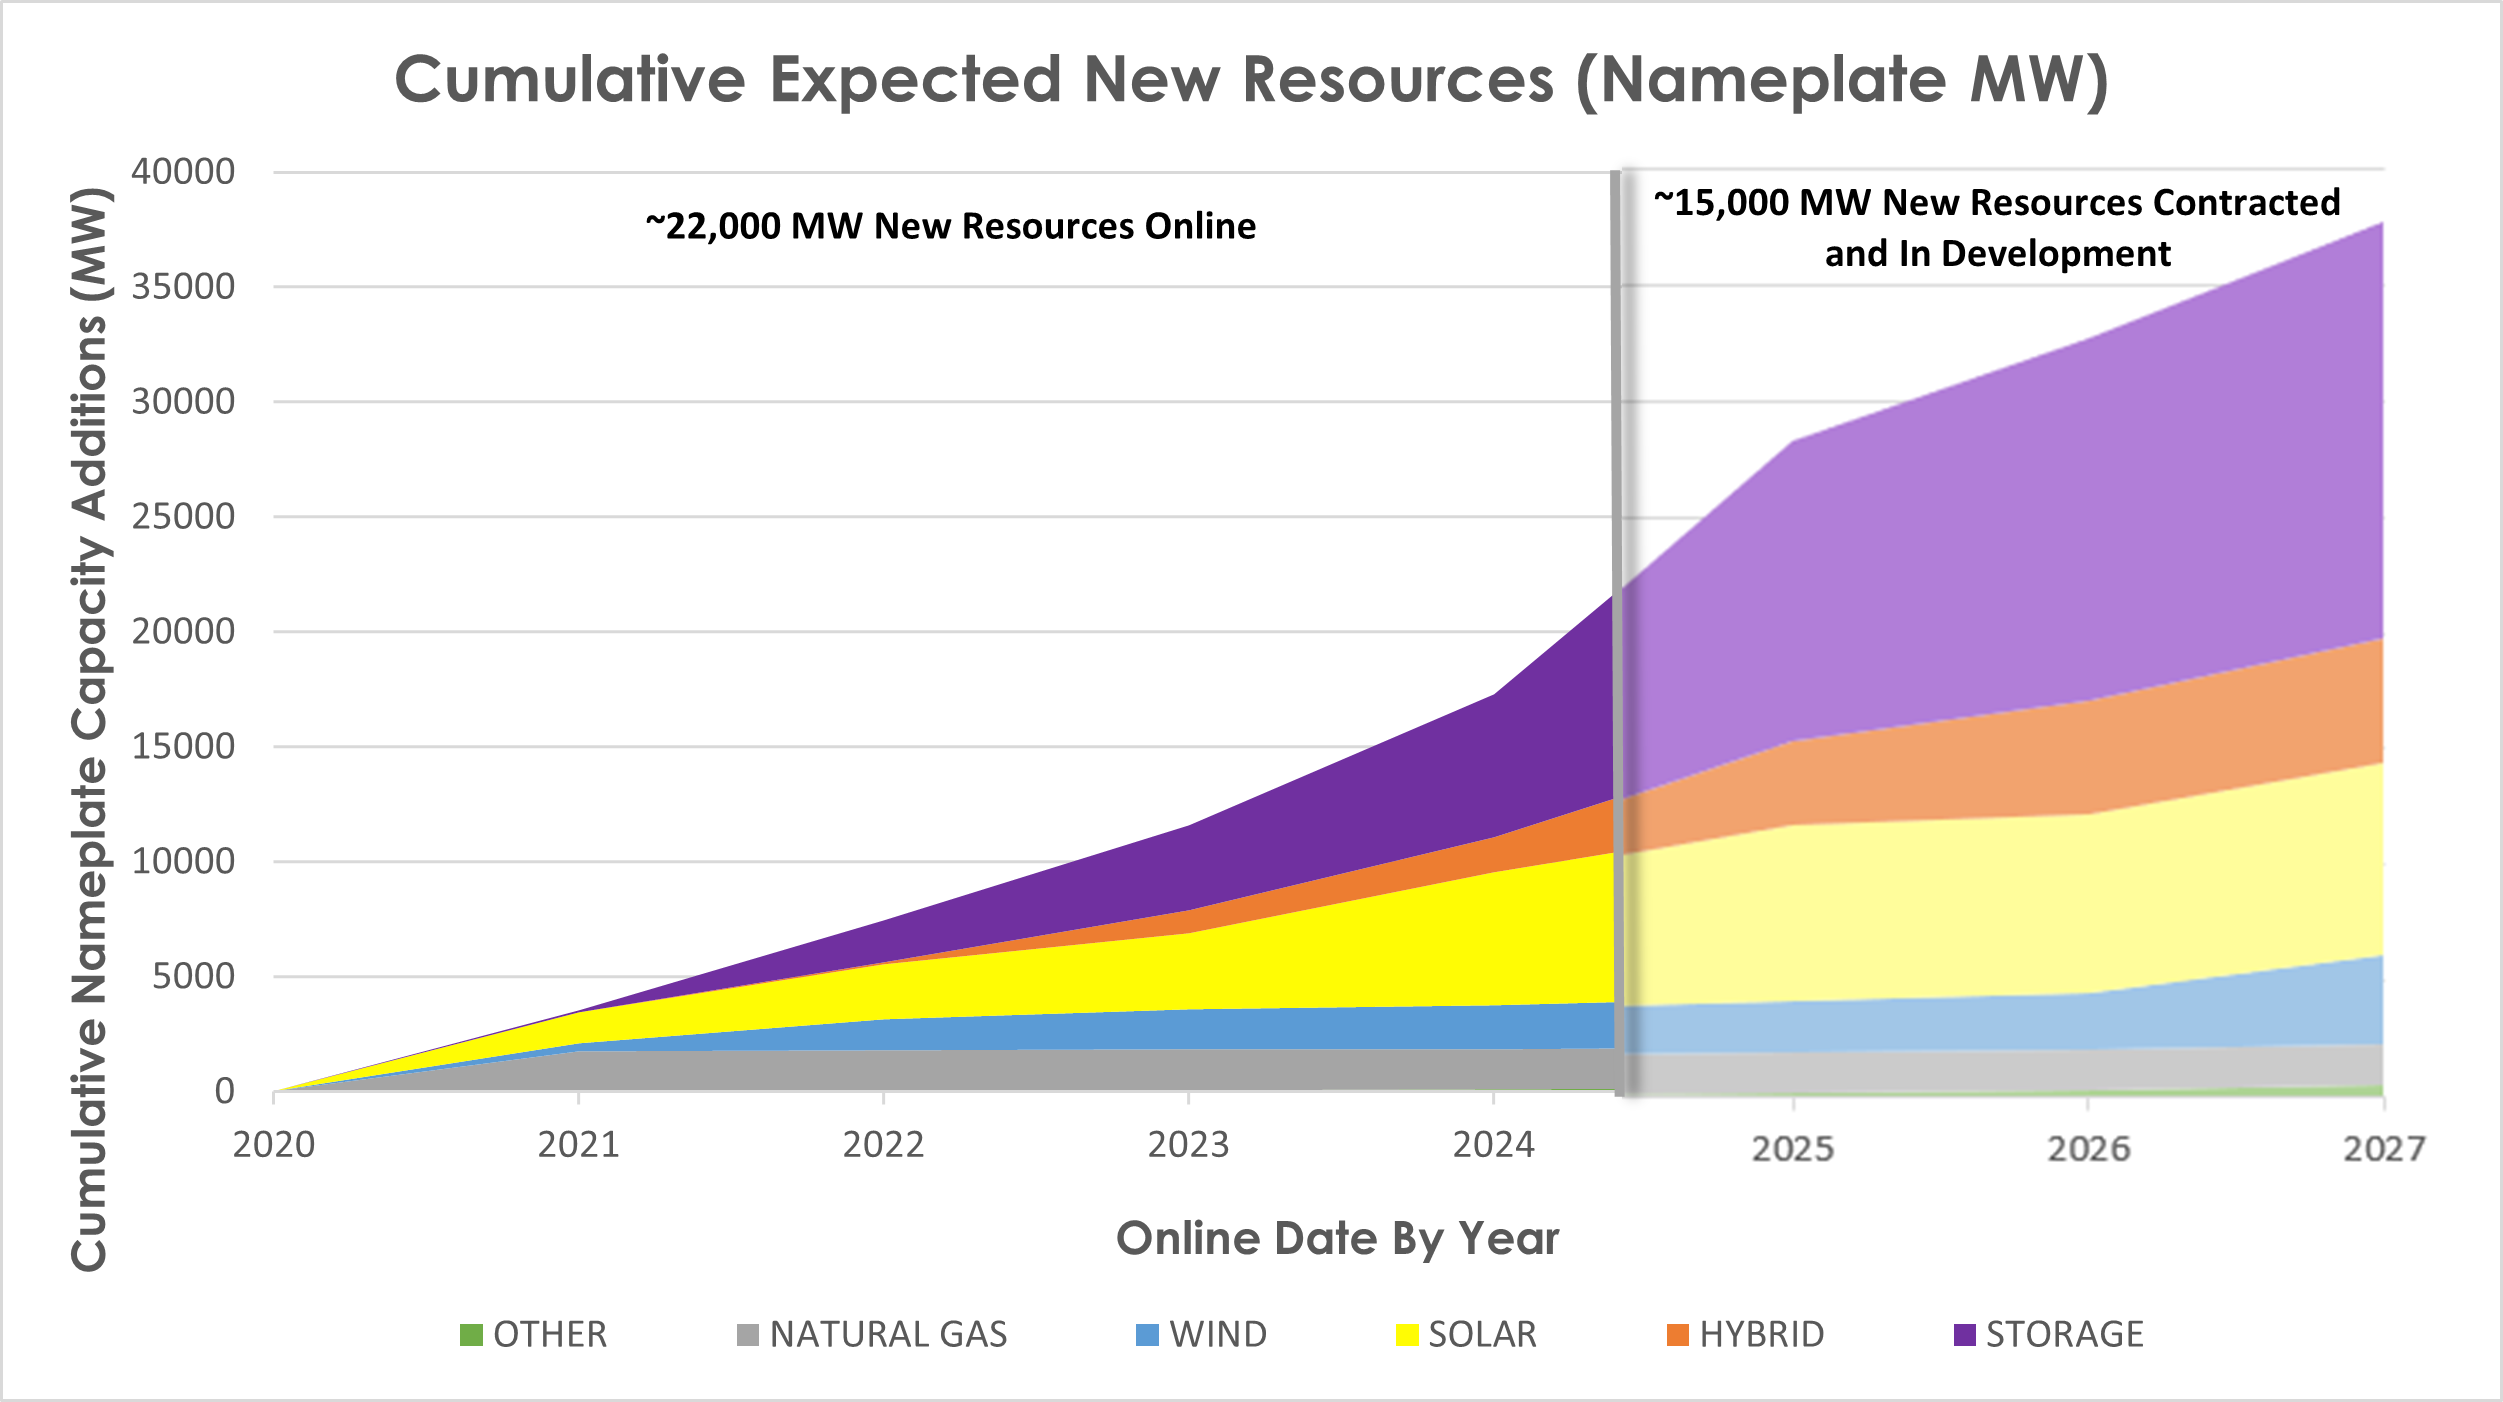 Cumulative Expected New Resources (Nameplate MW)
Cumulative Nameplate Capacity Additions (MW)
40000
35000
30000
25000
20000
15000
10000
5000
0
~22,000 MW New Resources Online
~15,000 MW New Resources Contracted
and In Development
2020
2021
2022
2023
2024
2025
2026
2027
Online Date By Year
OTHER
NATURAL GAS
WIND
SOLAR
HYBRID
STORAGE